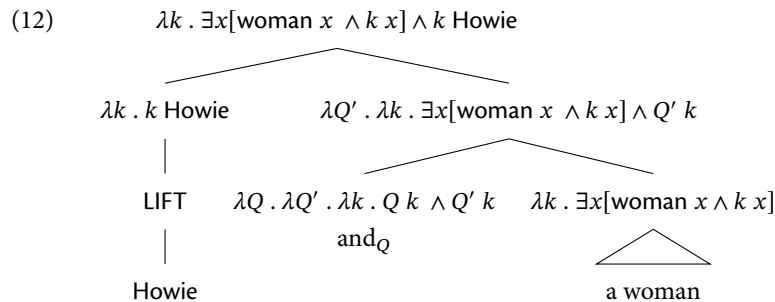 (12) λk . ∃x[woman x ∧ k x] ∧ k Howie
λk . k Howie λQ′ . λk . ∃x[woman x ∧ k x] ∧ Q′ k
LIFT λQ . λQ′ . λk . Q k ∧ Q′ k λk . ∃x[woman x ∧ k x]
and_Q
Howie a woman